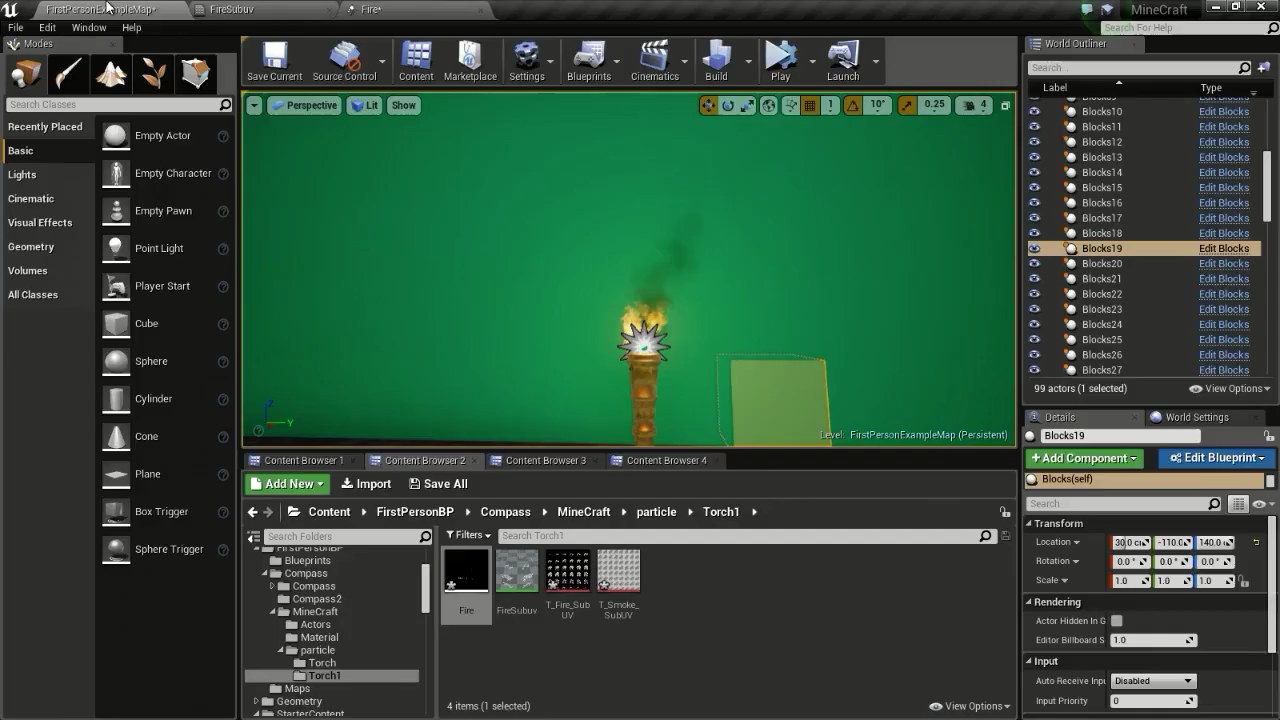 FirstPersonExampleMap*
FireSubuv
Fire*
MineCraft
File
Edit
Window
Help
Search For Help
Modes
Save Current
Source Control
Content
Marketplace
Settings
Blueprints
Cinematics
Build
Play
Launch
World Outliner
Search
Label
Type
Search Classes
Recently Placed
Basic
Lights
Cinematic
Visual Effects
Geometry
Volumes
All Classes
Empty Actor
Empty Character
Empty Pawn
Point Light
Player Start
Cube
Sphere
Cylinder
Cone
Plane
Box Trigger
Sphere Trigger
Perspective
Lit
Show
1
10°
0.25
4
Z
Y
Level: FirstPersonExampleMap (Persistent)
Blocks10 Edit Blocks
Blocks11 Edit Blocks
Blocks12 Edit Blocks
Blocks13 Edit Blocks
Blocks14 Edit Blocks
Blocks15 Edit Blocks
Blocks16 Edit Blocks
Blocks17 Edit Blocks
Blocks18 Edit Blocks
Blocks19 Edit Blocks
Blocks20 Edit Blocks
Blocks21 Edit Blocks
Blocks22 Edit Blocks
Blocks23 Edit Blocks
Blocks24 Edit Blocks
Blocks25 Edit Blocks
Blocks26 Edit Blocks
Blocks27 Edit Blocks
99 actors (1 selected)
View Options
Content Browser 1
Content Browser 2
Content Browser 3
Content Browser 4
Add New
Import
Save All
Content
FirstPersonBP
Compass
MineCraft
particle
Torch1
Search Folders
Filters
Search Torch1
FirstPersonBP
Blueprints
Compass
Compass
Compass2
MineCraft
Actors
Material
particle
Torch
Torch1
Maps
Geometry
StarterContent
Fire
FireSubuv
T_Fire_Sub
UV
T_Smoke_
SubUV
4 items (1 selected)
View Options
Details
World Settings
Blocks19
+Add Component
Edit Blueprint
Blocks(self)
Search
Transform
Location 30.0 -110.0 140.0
Rotation 0.0 ° 0.0 ° 0.0 °
Scale 1.0 1.0 1.0
Rendering
Actor Hidden In G
Editor Billboard S 1.0
Input
Auto Receive Inpu Disabled
Input Priority 0